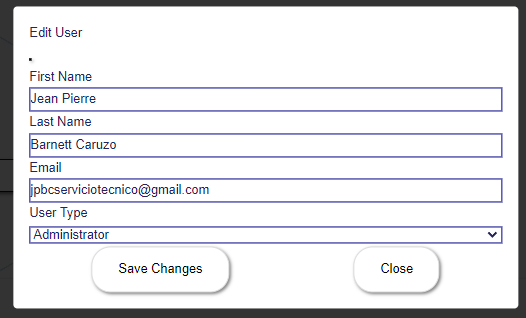 Edit User
First Name
Jean Pierre
Last Name
Barnett Caruzo
Email
jpbcserviciotecnico@gmail.com
User Type
Administrator
Save Changes
Close